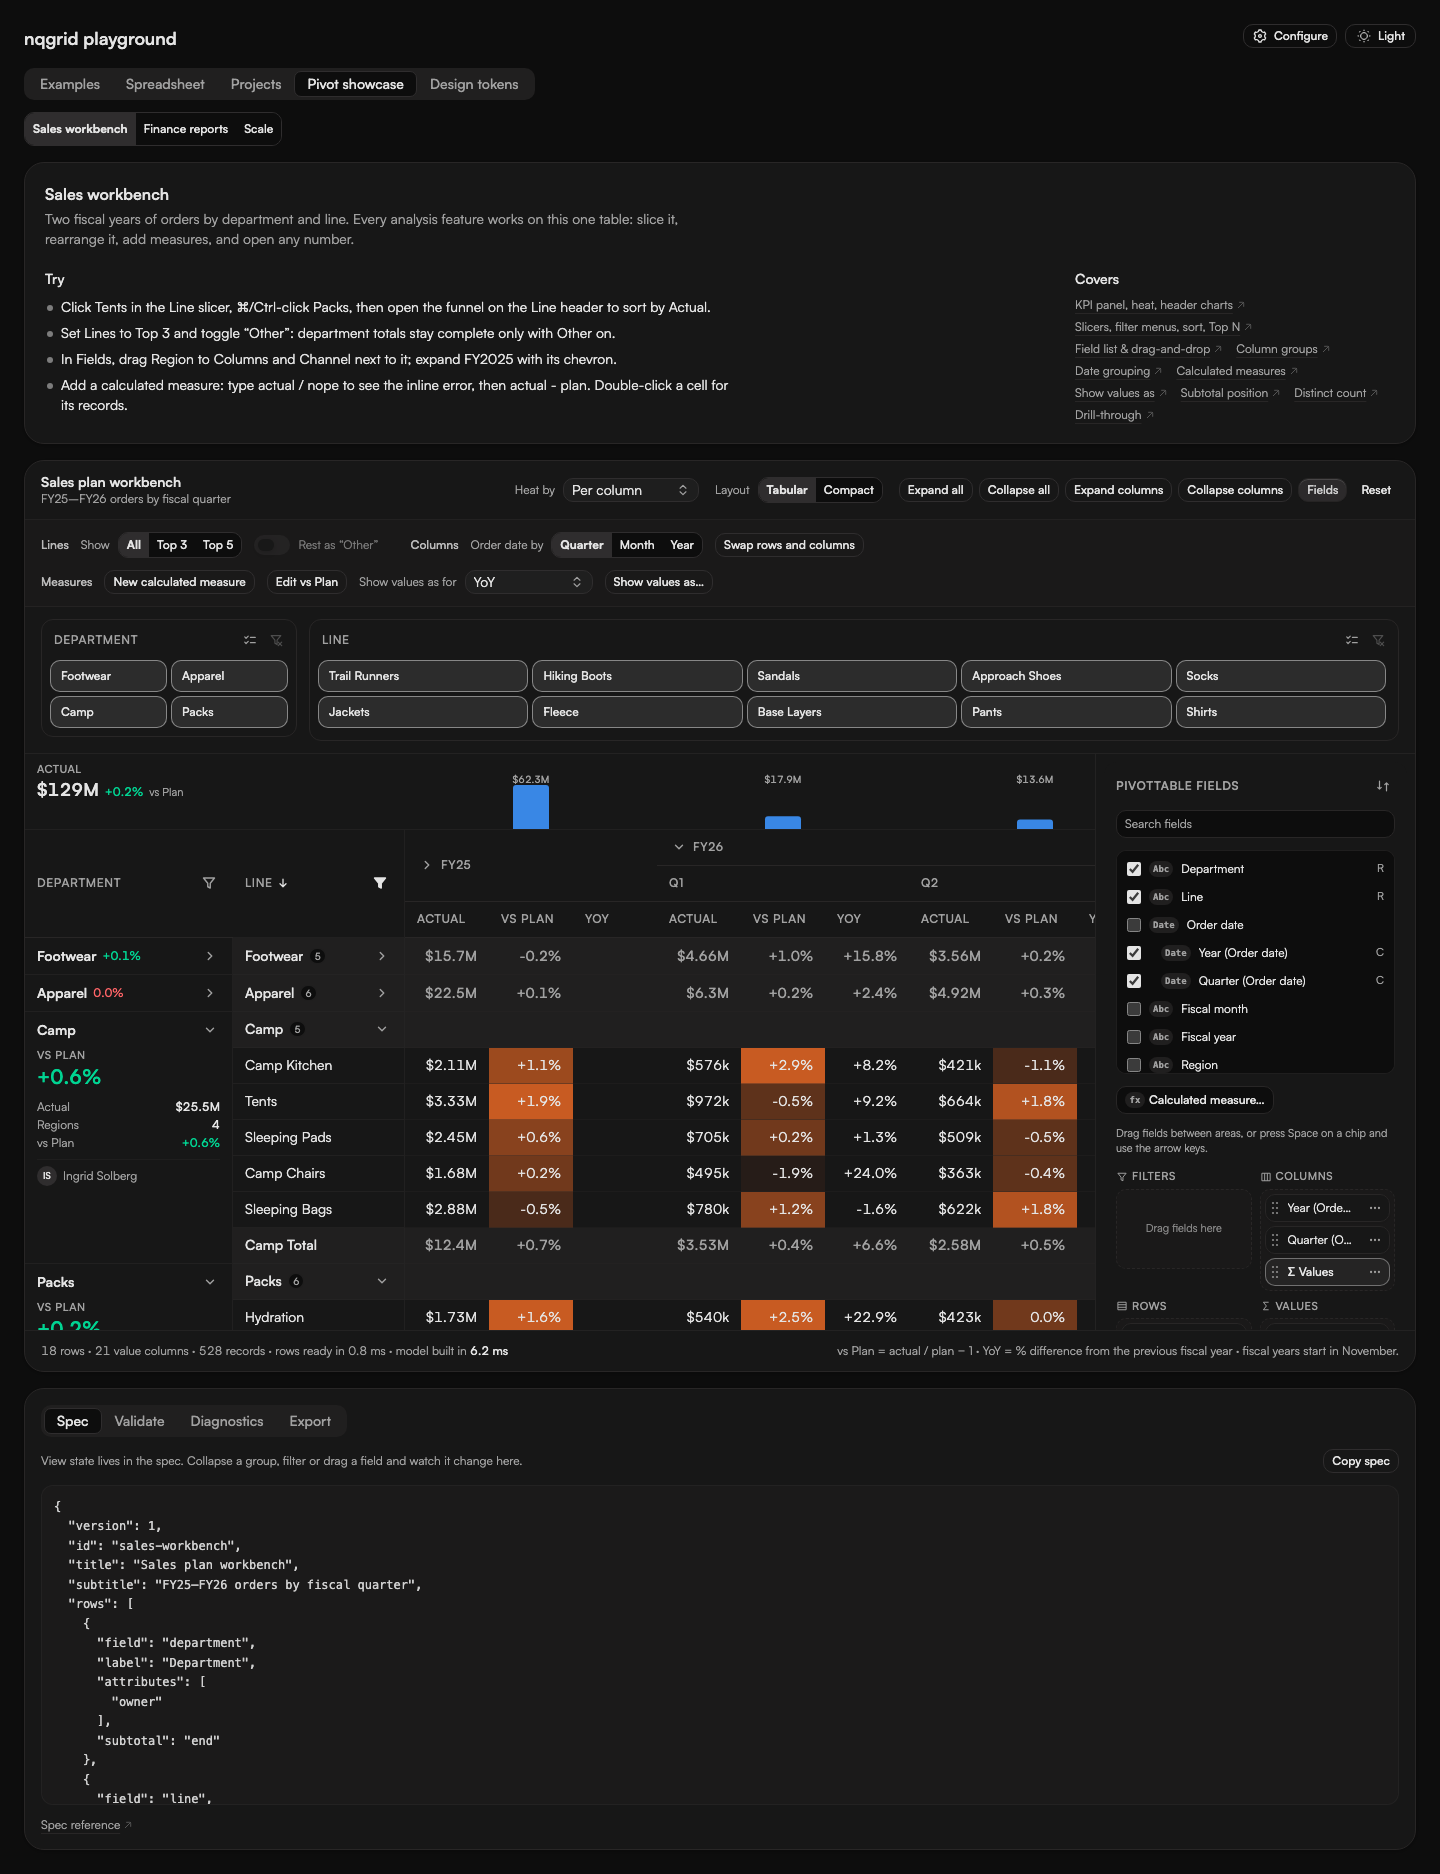 nqgrid playground
Configure
Light
Examples Spreadsheet Projects Pivot showcase Design tokens
Sales workbench Finance reports Scale
Sales workbench
Two fiscal years of orders by department and line. Every analysis feature works on this one table: slice it,
rearrange it, add measures, and open any number.
Try
Click Tents in the Line slicer, ⌘/Ctrl-click Packs, then open the funnel on the Line header to sort by Actual.
Set Lines to Top 3 and toggle “Other”: department totals stay complete only with Other on.
In Fields, drag Region to Columns and Channel next to it; expand FY2025 with its chevron.
Add a calculated measure: type actual / nope to see the inline error, then actual - plan. Double-click a cell for
its records.
Covers
KPI panel, heat, header charts ↗
Slicers, filter menus, sort, Top N ↗
Field list & drag-and-drop ↗ Column groups ↗
Date grouping ↗ Calculated measures ↗
Show values as ↗ Subtotal position ↗ Distinct count ↗
Drill-through ↗
Sales plan workbench
FY25—FY26 orders by fiscal quarter
Heat by Per column Layout Tabular Compact Expand all Collapse all Expand columns Collapse columns Fields Reset
Lines Show All Top 3 Top 5 Rest as “Other” Columns Order date by Quarter Month Year Swap rows and columns
Measures New calculated measure Edit vs Plan Show values as for YoY Show values as...
DEPARTMENT
Footwear Apparel
Camp Packs
LINE
Trail Runners Hiking Boots Sandals Approach Shoes Socks
Jackets Fleece Base Layers Pants Shirts
ACTUAL
$129M +0.2% vs Plan
$62.3M $17.9M $13.6M
FY25 FY26
DEPARTMENT LINE ↓ Q1 Q2
ACTUAL VS PLAN YOY ACTUAL VS PLAN YOY ACTUAL VS PLAN Y
Footwear +0.1% Footwear 5 $15.7M -0.2% $4.66M +1.0% +15.8% $3.56M +0.2%
Apparel 0.0% Apparel 6 $22.5M +0.1% $6.3M +0.2% +2.4% $4.92M +0.3%
Camp Camp 5
VS PLAN
+0.6%
Actual $25.5M
Regions 4
vs Plan +0.6%
IS Ingrid Solberg
Camp Kitchen $2.11M +1.1% $576k +2.9% +8.2% $421k -1.1%
Tents $3.33M +1.9% $972k -0.5% +9.2% $664k +1.8%
Sleeping Pads $2.45M +0.6% $705k +0.2% +1.3% $509k -0.5%
Camp Chairs $1.68M +0.2% $495k -1.9% +24.0% $363k -0.4%
Sleeping Bags $2.88M -0.5% $780k +1.2% -1.6% $622k +1.8%
Camp Total $12.4M +0.7% $3.53M +0.4% +6.6% $2.58M +0.5%
Packs Packs 6
VS PLAN
+0.2%
Hydration $1.73M +1.6% $540k +2.5% +22.9% $423k 0.0%
PIVOTTABLE FIELDS
Search fields
Abc Department R
Abc Line R
Date Order date
Date Year (Order date) C
Date Quarter (Order date) C
Abc Fiscal month
Abc Fiscal year
Abc Region
fx Calculated measure...
Drag fields between areas, or press Space on a chip and
use the arrow keys.
FILTERS
Drag fields here
COLUMNS
Year (Orde... ···
Quarter (O... ···
Σ Values ···
ROWS Σ VALUES
18 rows · 21 value columns · 528 records · rows ready in 0.8 ms · model built in 6.2 ms
vs Plan = actual / plan − 1 · YoY = % difference from the previous fiscal year · fiscal years start in November.
Spec Validate Diagnostics Export
View state lives in the spec. Collapse a group, filter or drag a field and watch it change here.
Copy spec
{
"version": 1,
"id": "sales-workbench",
"title": "Sales plan workbench",
"subtitle": "FY25—FY26 orders by fiscal quarter",
"rows": [
{
"field": "department",
"label": "Department",
"attributes": [
"owner"
],
"subtotal": "end"
},
{
"field": "line",
Spec reference ↗